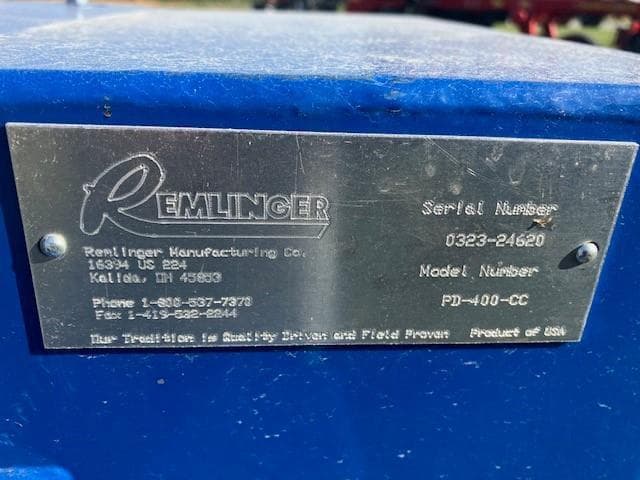 REMLINGER
Remlinger Manufacturing Co.
16394 US 224
Kalida, OH 45853
Phone 1-800-537-7370
Fax 1-419-532-2244
Serial Number
0323-24620
Model Number
PD-400-CC
Our Tradition is Quality Driven and Field Proven Product of USA